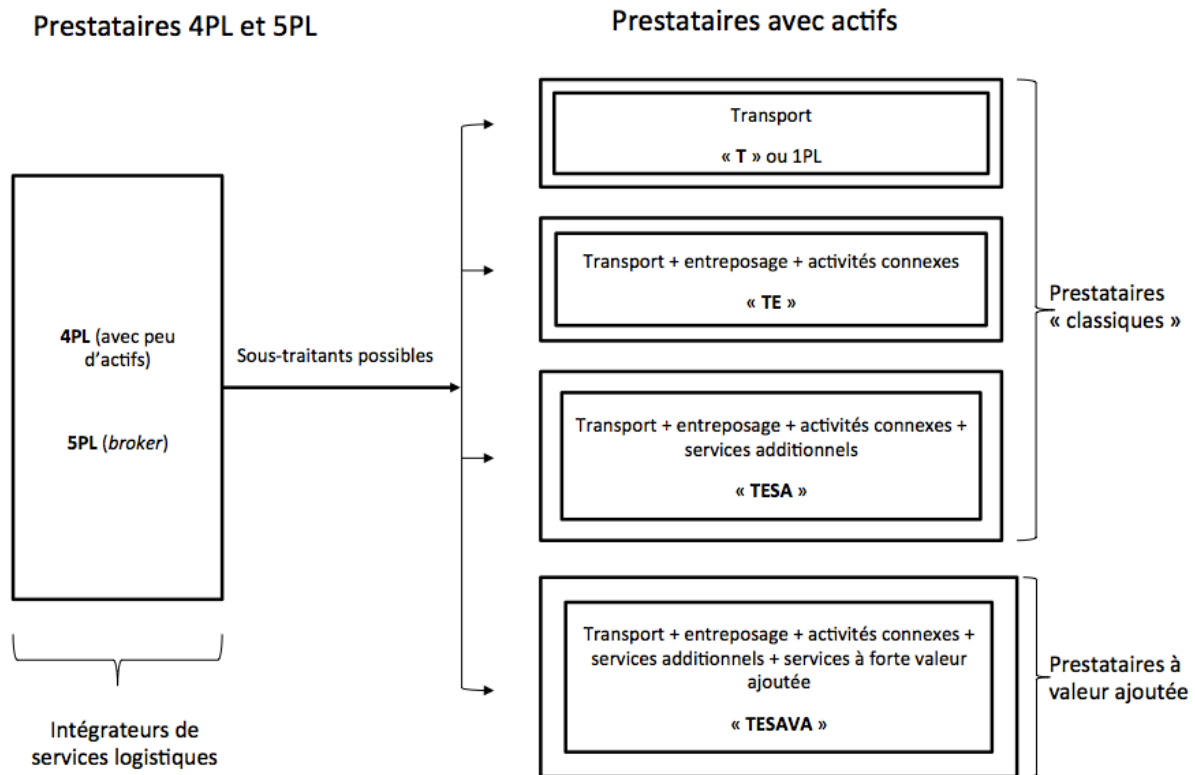 Prestataires 4PL et 5PL
Prestataires avec actifs
Transport
« T » ou 1PL
Transport + entreposage + activités connexes
« TE »
Prestataires
« classiques »
4PL (avec peu
d’actifs)
Sous-traitants possibles
5PL (broker)
Transport + entreposage + activités connexes +
services additionnels
« TESA »
Transport + entreposage + activités connexes +
services additionnels + services à forte valeur
ajoutée
« TESAVA »
Prestataires à
valeur ajoutée
Intégrateurs de
services logistiques